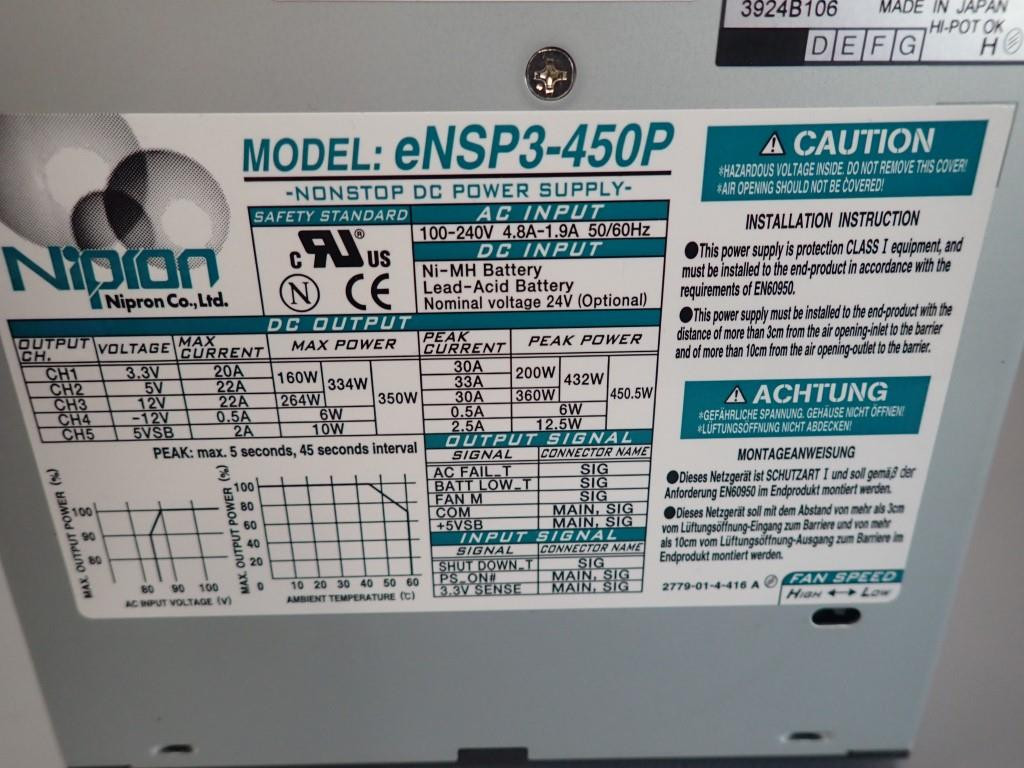 3924B106 MADE IN JAPAN
HI-POT OK
D E F G H
MODEL: eNSP3-450P
-NONSTOP DC POWER SUPPLY-
Nipron
Nipron Co., Ltd.
SAFETY STANDARD
c RU ® US
N CE
AC INPUT
100-240V 4.8A-1.9A 50/60Hz
DC INPUT
Ni-MH Battery
Lead-Acid Battery
Nominal voltage 24V (Optional)
DC OUTPUT
OUTPUT CH. VOLTAGE MAX CURRENT MAX POWER PEAK CURRENT PEAK POWER
CH1 3.3V 20A 160W 334W 350W 30A 200W 432W 450.5W
CH2 5V 22A 33A
CH3 12V 22A 264W 30A 360W
CH4 -12V 0.5A 6W 0.5A 6W
CH5 5VSB 2A 10W 2.5A 12.5W
PEAK: max. 5 seconds, 45 seconds interval
MAX. OUTPUT POWER (%)
100
90
80
80 90 100
AC INPUT VOLTAGE (V)
MAX. OUTPUT POWER (%)
100
80
60
40
20
0
10 20 30 40 50 60
AMBIENT TEMPERATURE (℃)
OUTPUT SIGNAL
SIGNAL CONNECTOR NAME
AC FAIL_T SIG
BATT LOW_T SIG
FAN M SIG
COM MAIN, SIG
+5VSB MAIN, SIG
INPUT SIGNAL
SIGNAL CONNECTOR NAME
SHUT DOWN_T SIG
PS_ON# MAIN, SIG
3.3V SENSE MAIN, SIG
CAUTION
*HAZARDOUS VOLTAGE INSIDE. DO NOT REMOVE THIS COVER!
*AIR OPENING SHOULD NOT BE COVERED!
INSTALLATION INSTRUCTION
●This power supply is protection CLASS I equipment, and
must be installed to the end-product in accordance with the
requirements of EN60950.
●This power supply must be installed to the end-product with the
distance of more than 3cm from the air opening-inlet to the barrier
and of more than 10cm from the air opening-outlet to the barrier.
ACHTUNG
*GEFÄHRLICHE SPANNUNG. GEHÄUSE NICHT ÖFFNEN!
*LÜFTUNGSÖFFNUNG NICHT ABDECKEN!
MONTAGEANWEISUNG
●Dieses Netzgerät ist SCHUTZART I und soll gemäß der
Anforderung EN60950 im Endprodukt montiert werden.
●Dieses Netzgerät soll mit dem Abstand von mehr als 3cm
vom Lüftungsöffnung-Eingang zum Barriere und von mehr
als 10cm vom Lüftungsöffnung-Ausgang zum Barriere im
Endprodukt montiert werden.
2779-01-4-416 A
FAN SPEED
HIGH ⟷ LOW